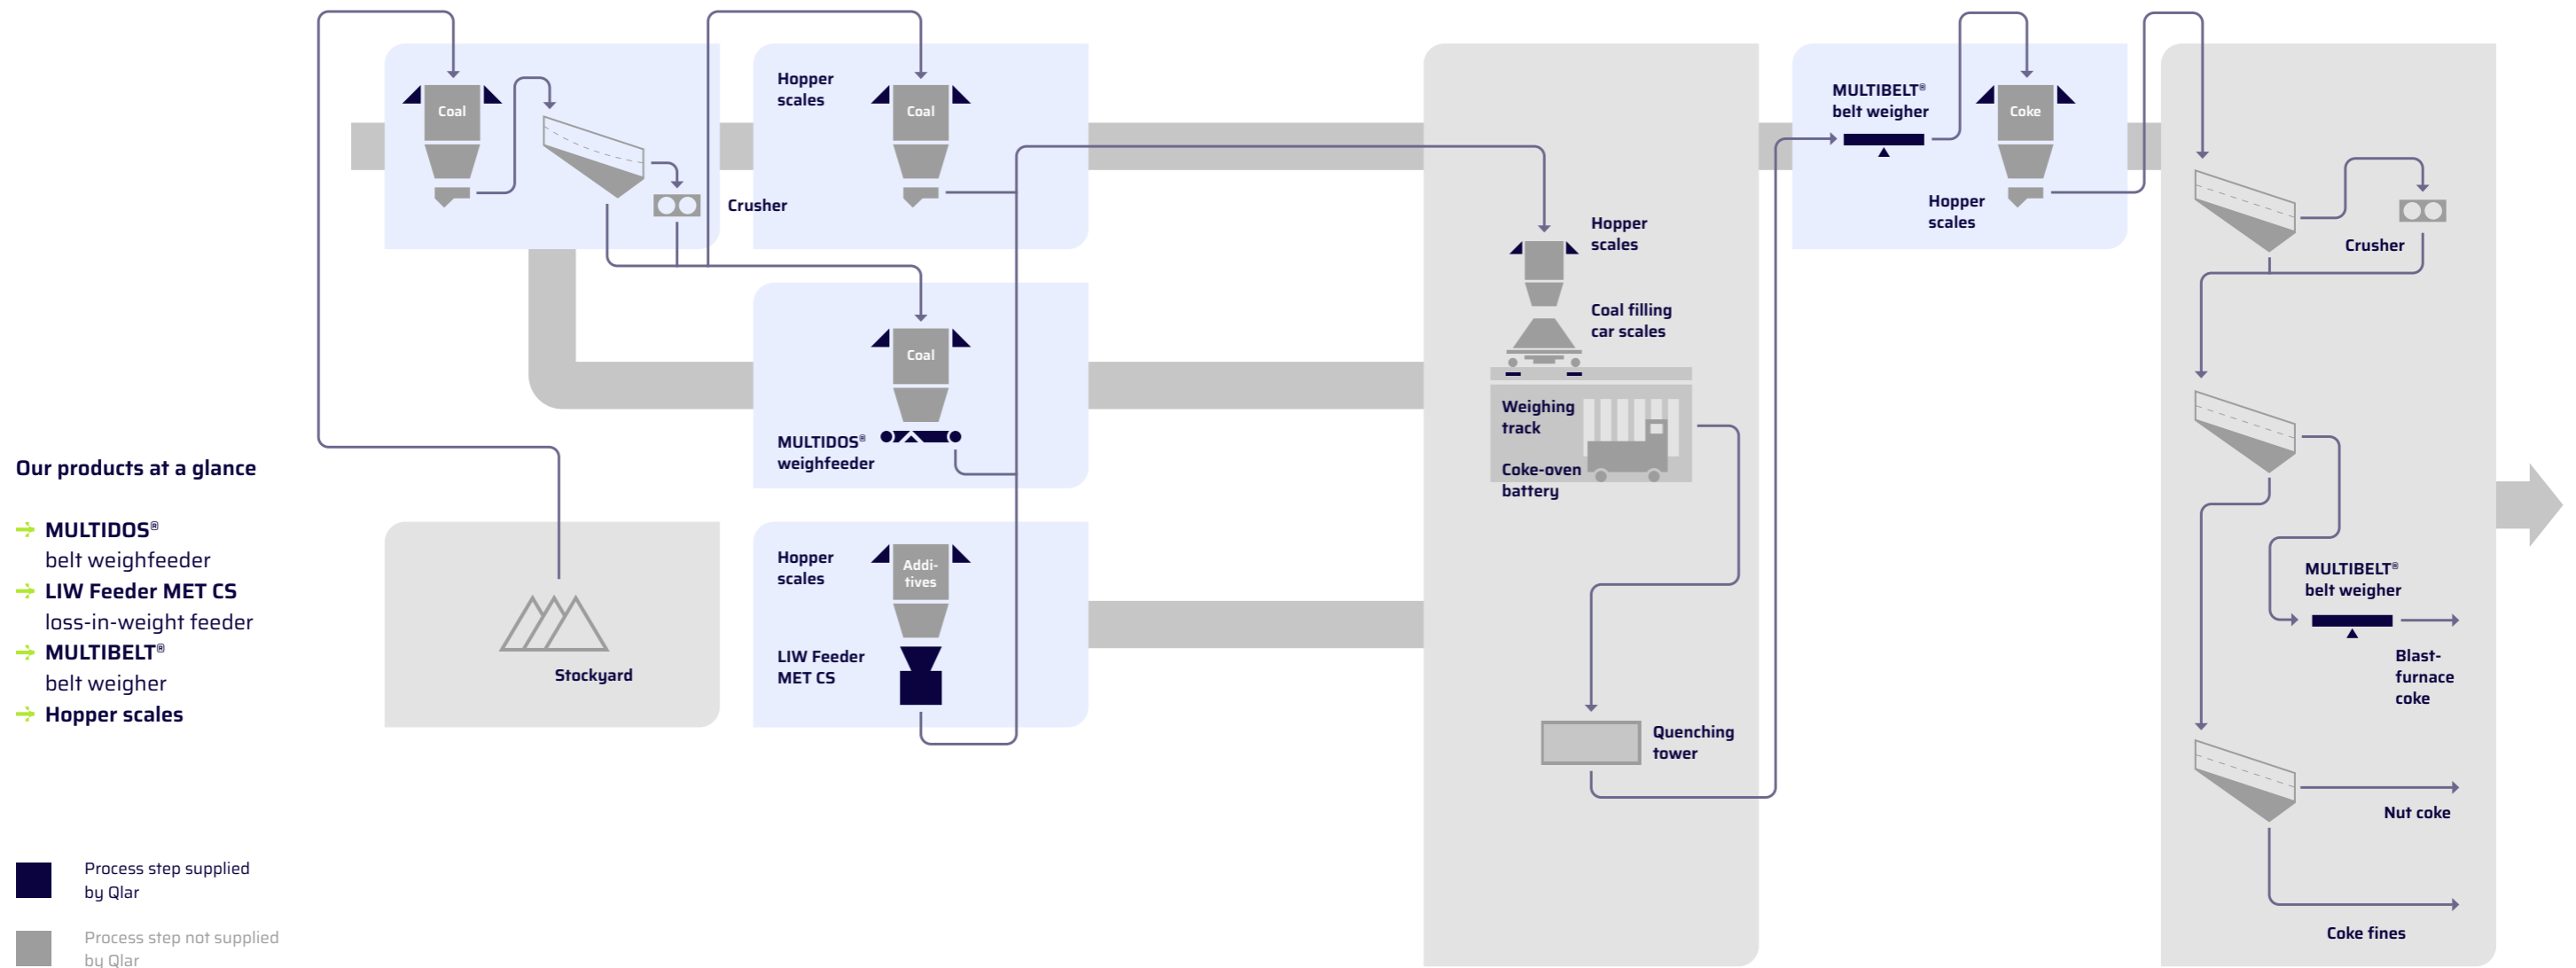 Our products at a glance
MULTIDOS®
belt weighfeeder
LIW Feeder MET CS
loss-in-weight feeder
MULTIBELT®
belt weigher
Hopper scales
Process step supplied
by Qlar
Process step not supplied
by Qlar
Coal
Crusher
Stockyard
Hopper
scales
Coal
Coal
MULTIDOS®
weighfeeder
Hopper
scales
Addi-
tives
LIW Feeder
MET CS
Hopper
scales
Coal filling
car scales
Weighing
track
Coke-oven
battery
Quenching
tower
MULTIBELT®
belt weigher
Coke
Hopper
scales
Crusher
MULTIBELT®
belt weigher
Blast-
furnace
coke
Nut coke
Coke fines